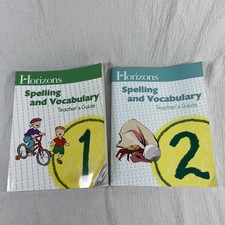 Horizons
Spelling
and Vocabulary
Teacher's Guide
1
Horizons
Spelling
and Vocabulary
Teacher's Guide
2